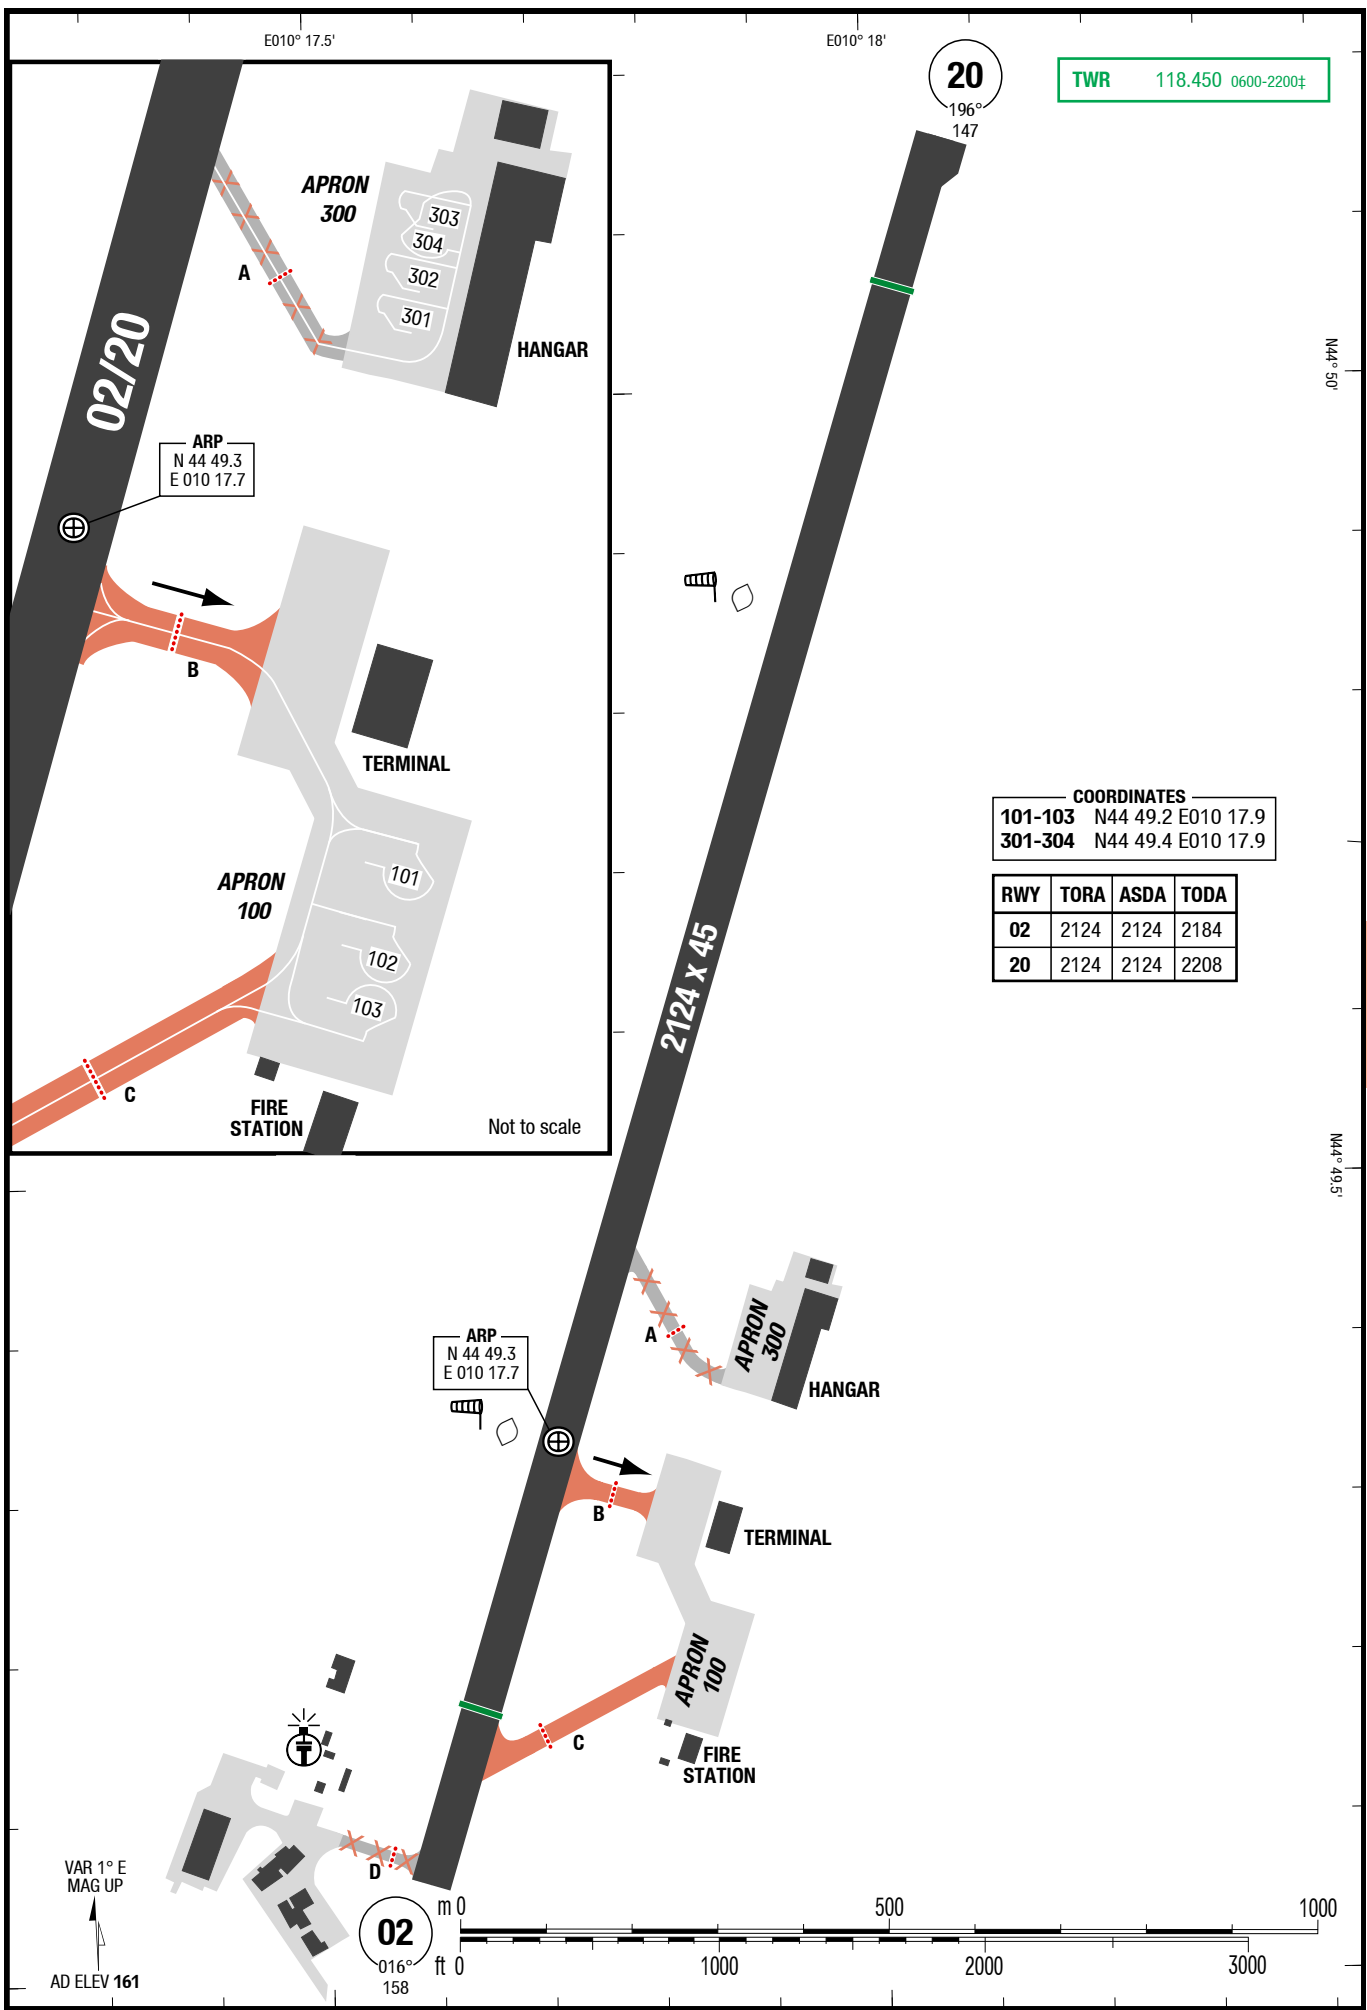 E010° 17.5'
E010° 18'
20
196°
147
TWR 118.450 0600-2200‡
APRON
300
303
304
302
301
A
HANGAR
02/20
ARP
N 44 49.3
E 010 17.7
B
TERMINAL
APRON
100
101
102
103
C
FIRE
STATION
Not to scale
N44° 50'
COORDINATES
101-103 N44 49.2 E010 17.9
301-304 N44 49.4 E010 17.9
RWY TORA ASDA TODA
02 2124 2124 2184
20 2124 2124 2208
2124 x 45
N44° 49.5'
A
APRON
300
HANGAR
ARP
N 44 49.3
E 010 17.7
B
TERMINAL
APRON
100
C
FIRE
STATION
D
VAR 1° E
MAG UP
AD ELEV 161
02
016°
158
m 0 500 1000
ft 0 1000 2000 3000